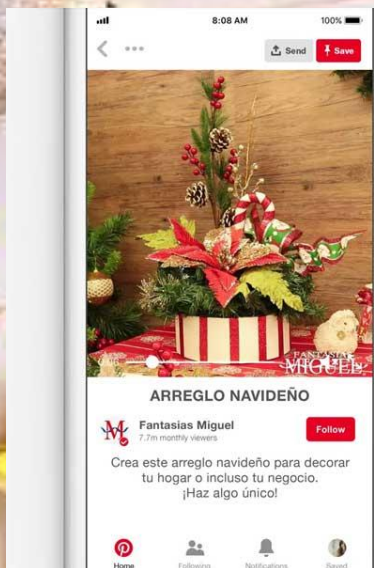 8:08 AM
100%
Send
Save
FANTASIAS
MIGUEL
ARREGLO NAVIDEÑO
Fantasias Miguel
7.7m monthly viewers
Follow
Crea este arreglo navideño para decorar
tu hogar o incluso tu negocio.
¡Haz algo único!
Home
Following
Notifications
Saved